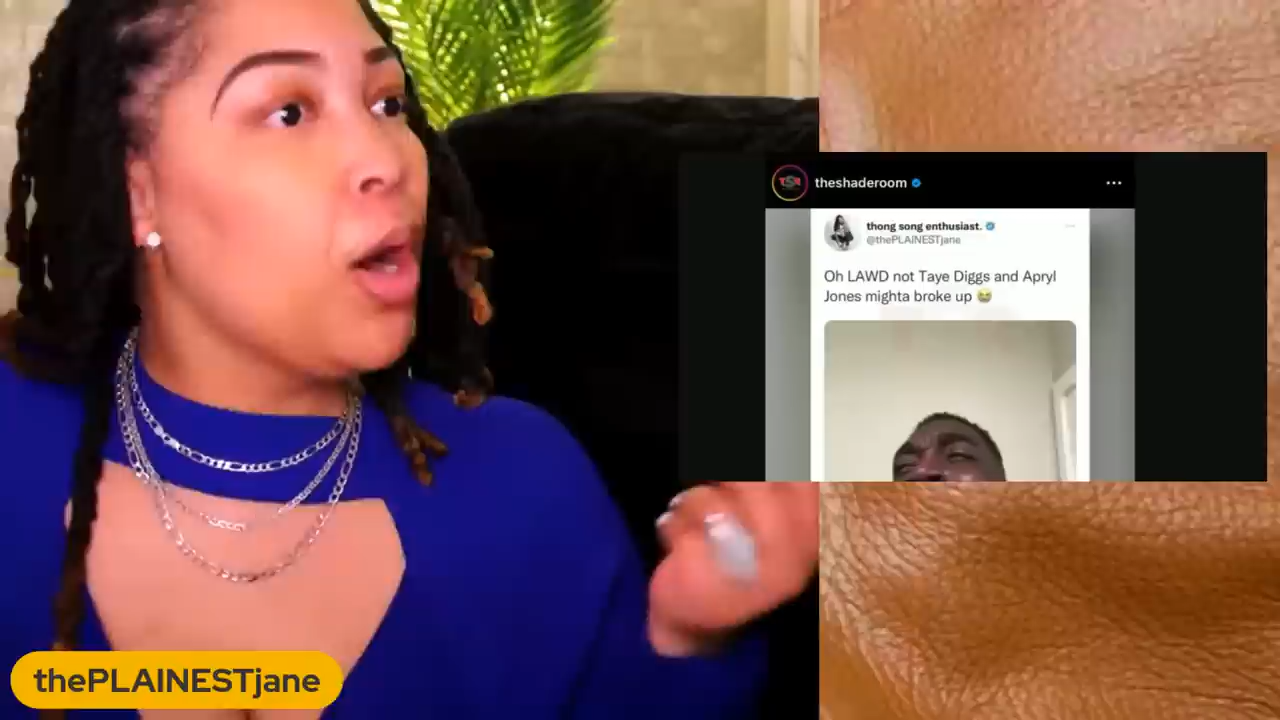 theshaderoom
thong song enthusiast.
@thePLAINESTjane
Oh LAWD not Taye Diggs and Apryl
Jones mighta broke up 😭
thePLAINESTjane